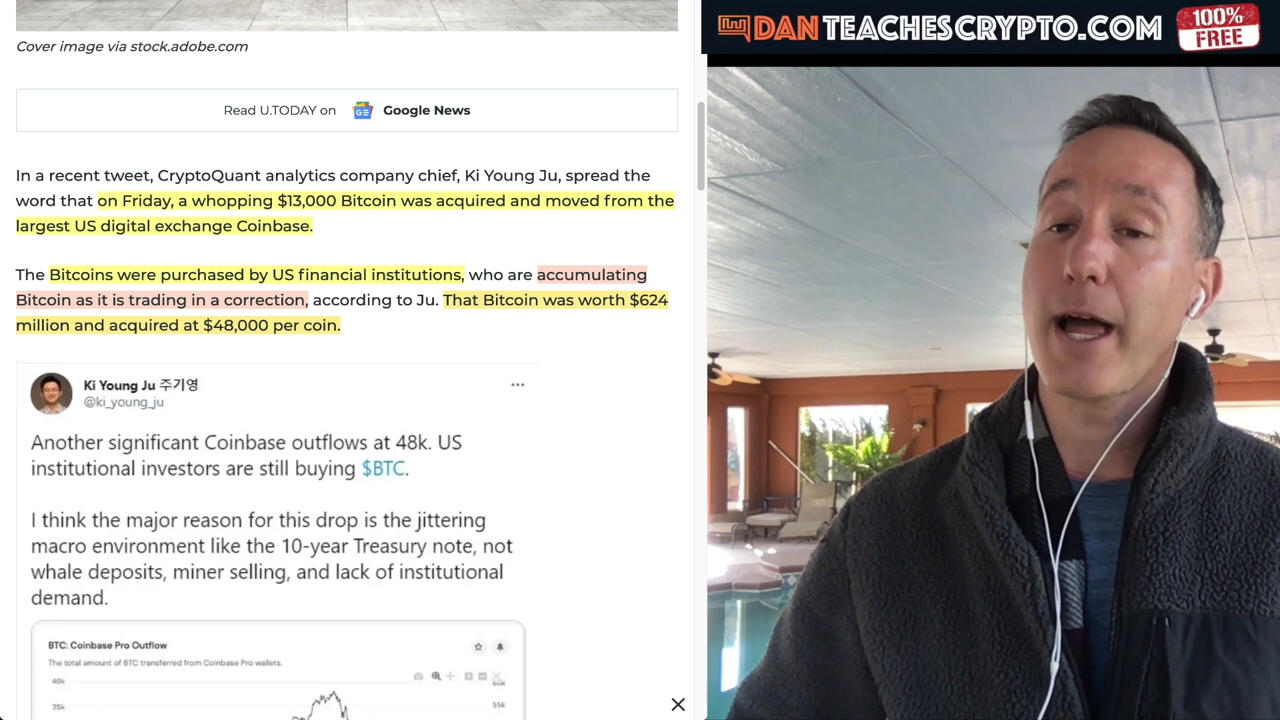 Cover image via stock.adobe.com
DANTEACHESCRYPTO.COM
100%
FREE
Read U.TODAY on GE Google News
In a recent tweet, CryptoQuant analytics company chief, Ki Young Ju, spread the
word that on Friday, a whopping $13,000 Bitcoin was acquired and moved from the
largest US digital exchange Coinbase.
The Bitcoins were purchased by US financial institutions, who are accumulating
Bitcoin as it is trading in a correction, according to Ju. That Bitcoin was worth $624
million and acquired at $48,000 per coin.
Ki Young Ju 주기영
@ki_young_ju
Another significant Coinbase outflows at 48k. US
institutional investors are still buying $BTC.
I think the major reason for this drop is the jittering
macro environment like the 10-year Treasury note, not
whale deposits, miner selling, and lack of institutional
demand.
BTC: Coinbase Pro Outflow
The total amount of BTC transferred from Coinbase Pro wallets.
40k
60k
35k
55k